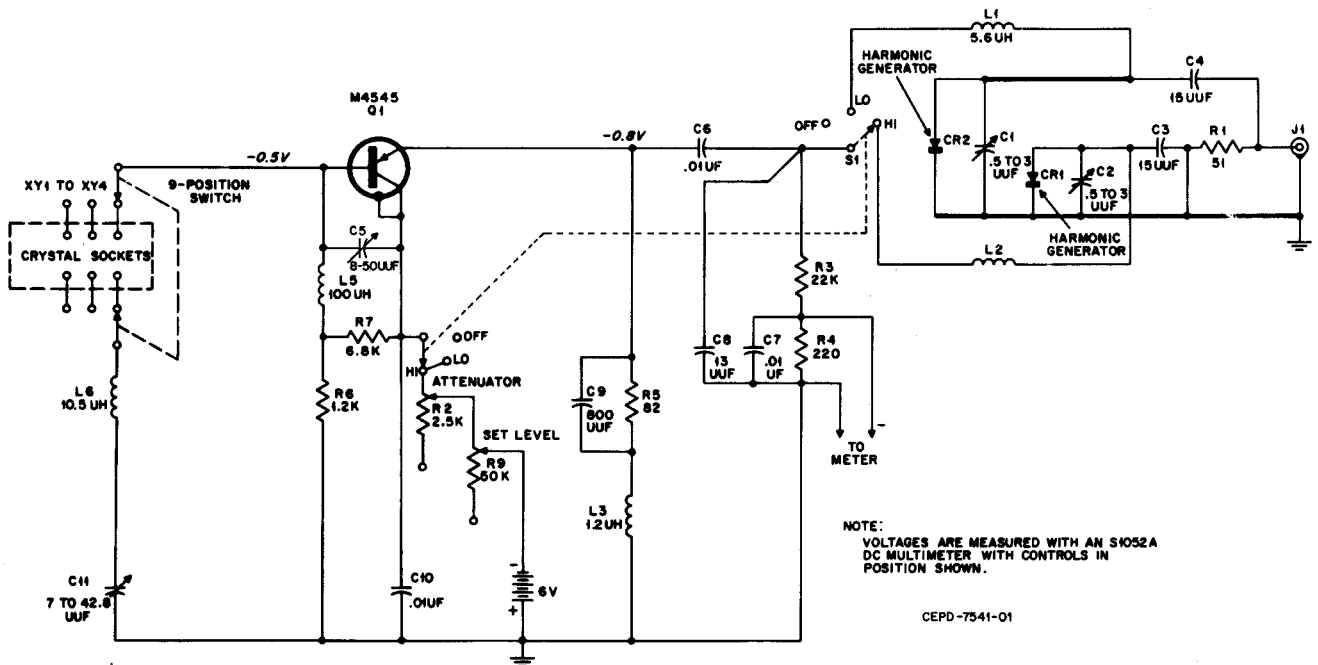 L1
5.6UH
HARMONIC
GENERATOR
C4
15UUF
M4545
Q1
LO
OFF
HI
S1
-0.8V
C6
.01UF
CR2
C1
.5 TO 3
UUF
C3
15UUF
R1
51
J1
CR1
C2
.5 TO 3
UUF
HARMONIC
GENERATOR
-0.5V
XY1 TO XY4
9-POSITION
SWITCH
CRYSTAL SOCKETS
C5
8-50UUF
L5
100UH
L2
R3
22K
R7
6.8K
OFF
LO
HI
ATTENUATOR
C8
13
UUF
C7
.01
UF
R4
220
L6
10.5UH
R6
1.2K
R2
2.5K
C9
800
UUF
R5
82
SET LEVEL
R9
50K
-
TO
METER
L3
1.2UH
NOTE:
VOLTAGES ARE MEASURED WITH AN S1052A
DC MULTIMETER WITH CONTROLS IN
POSITION SHOWN.
C11
7 TO 42.8
UUF
C10
.01UF
-
+
6V
CEPD-7541-01